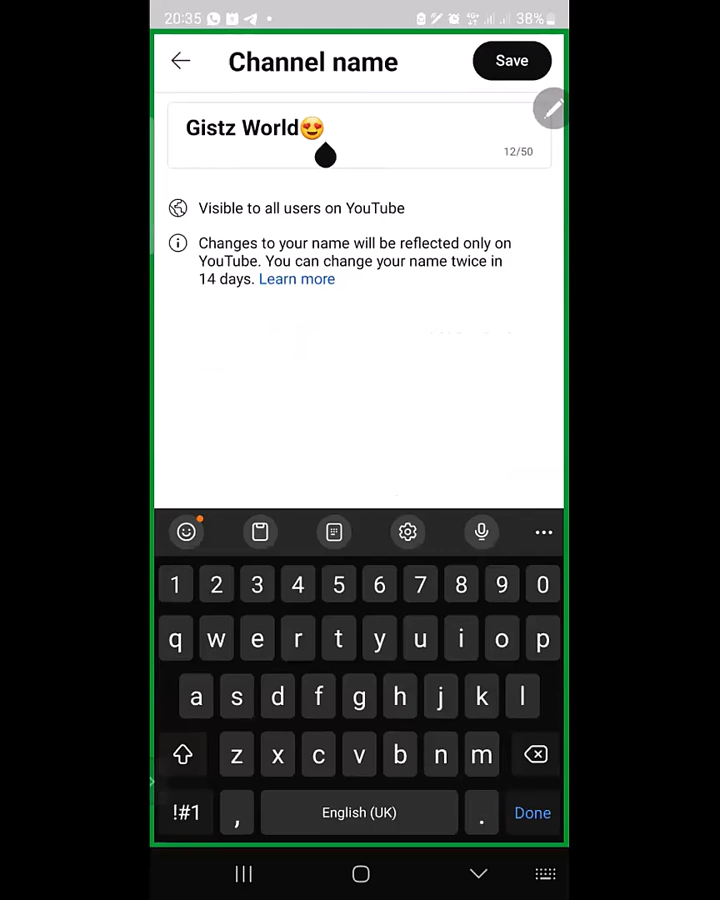 20:35 38%
Channel name
Save
Gistz World😍
12/50
Visible to all users on YouTube
Changes to your name will be reflected only on
YouTube. You can change your name twice in
14 days. Learn more
1 2 3 4 5 6 7 8 9 0
q w e r t y u i o p
a s d f g h j k l
z x c v b n m
!#1 , English (UK) . Done